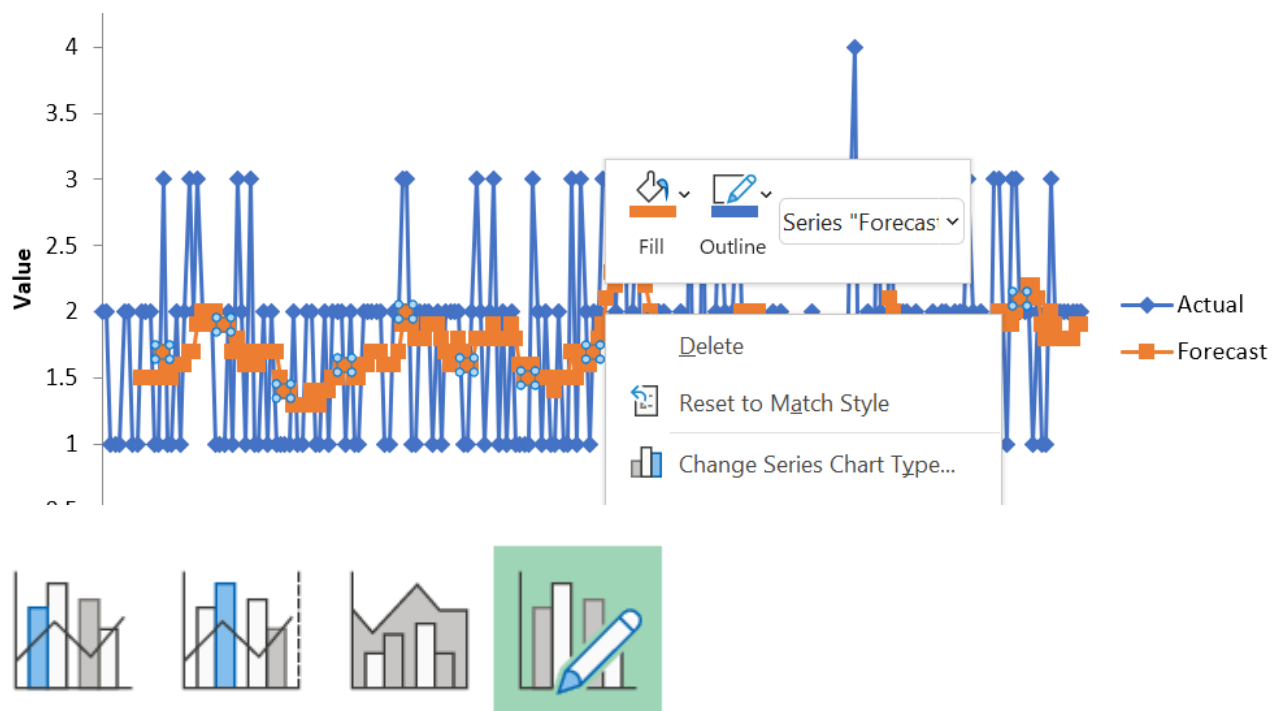 4
3.5
3
2.5
2
1.5
1
Value
Fill
Outline
Series "Forecast
Delete
Reset to Match Style
Change Series Chart Type...
Actual
Forecast